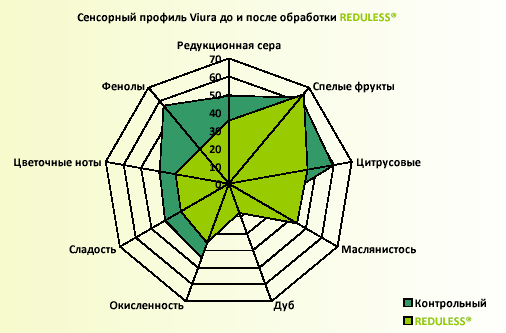 Сенсорный профиль Viura до и после обработки REDULESS®
Редукционная сера
70
60
50
40
30
20
10
0
Фенолы
Спелые фрукты
Цветочные ноты
Цитрусовые
Сладость
Маслянистось
Окисленность
Дуб
Контрольный
REDULESS®